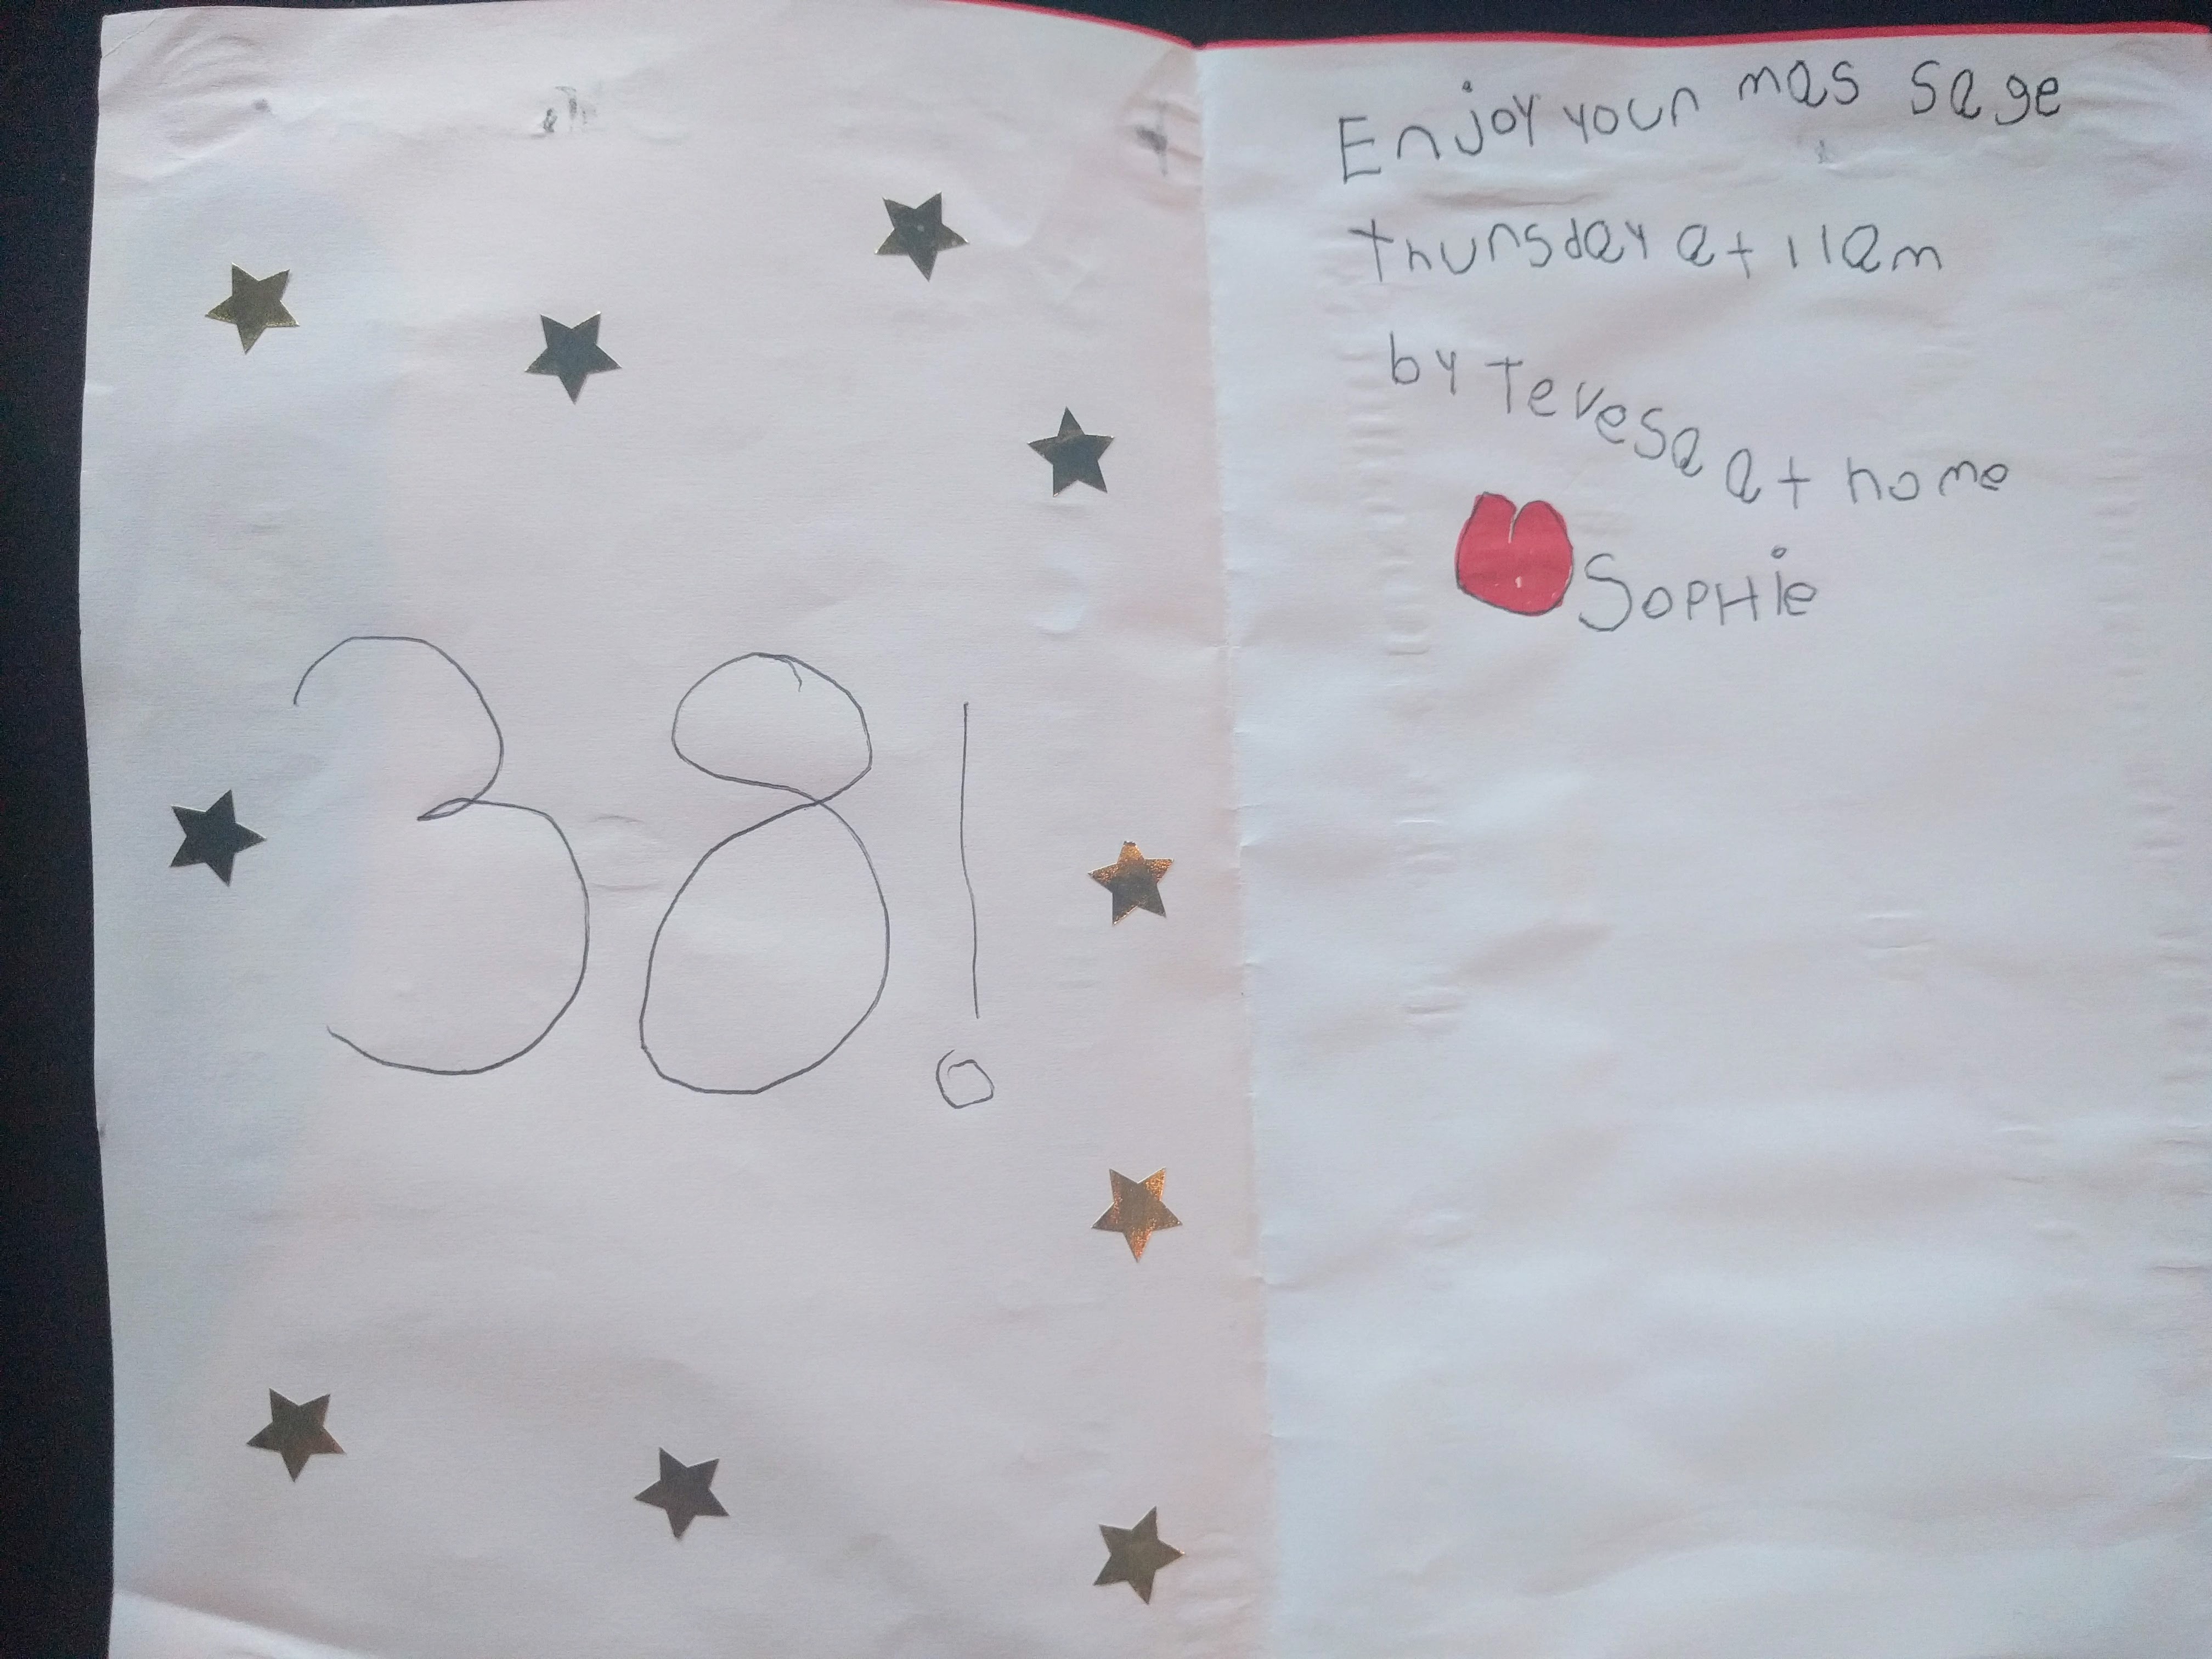 38!
Enjoy your mas sage
thursday at 11am
by Teresa at home
SOPHie